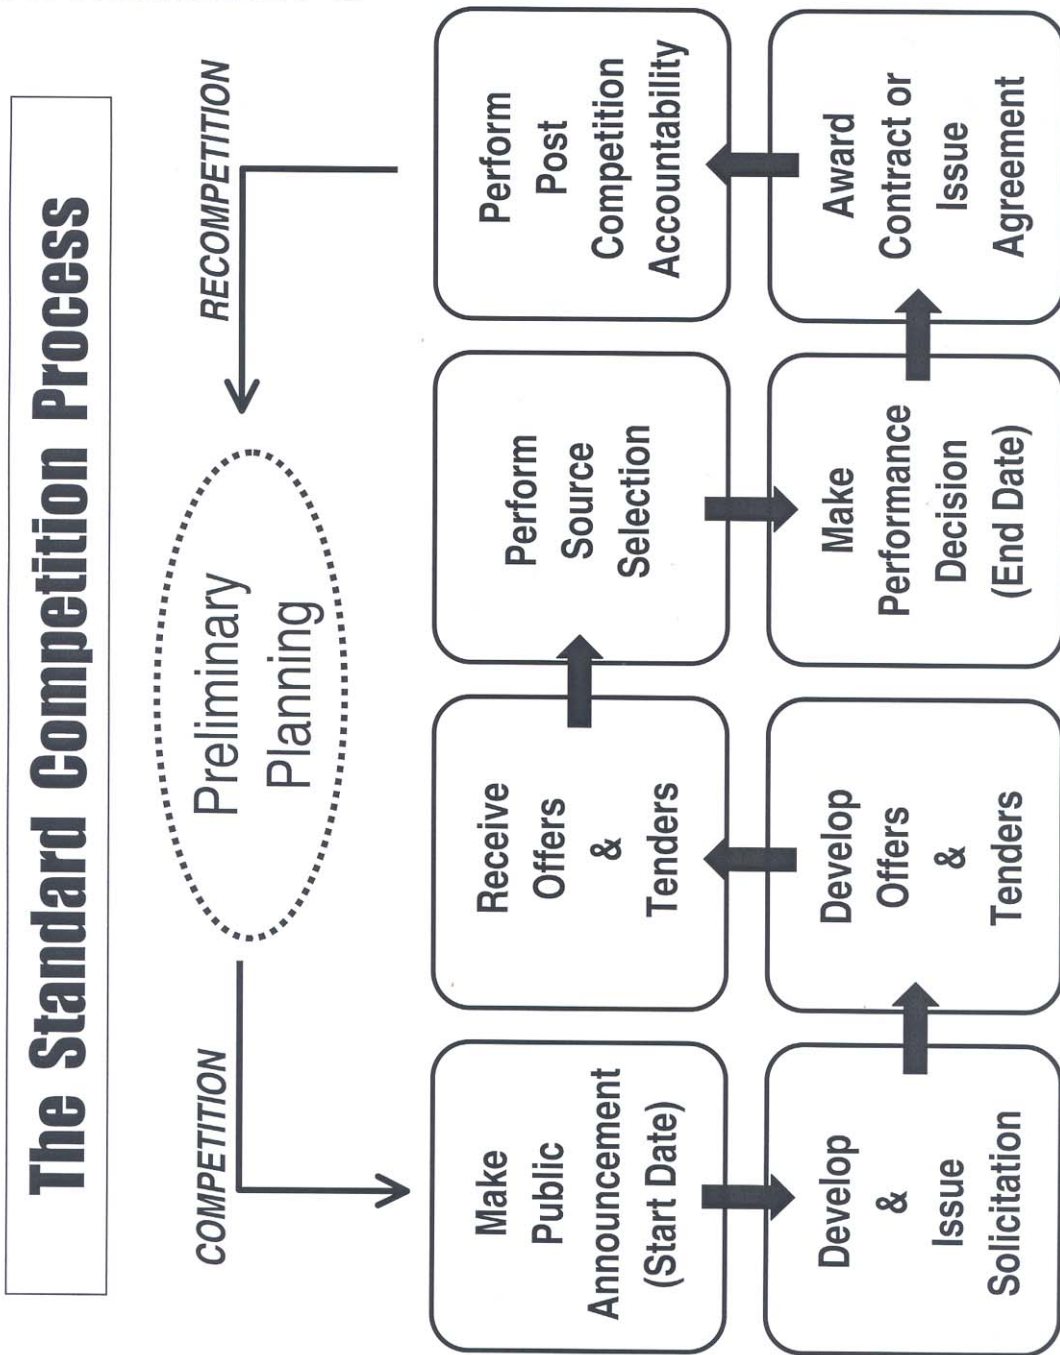 The Standard Competition Process
COMPETITION
Preliminary
Planning
RECOMPETITION
Make
Public
Announcement
(Start Date)
Develop
&
Issue
Solicitation
Develop
Offers
&
Tenders
Receive
Offers
&
Tenders
Perform
Source
Selection
Make
Performance
Decision
(End Date)
Award
Contract or
Issue
Agreement
Perform
Post
Competition
Accountability